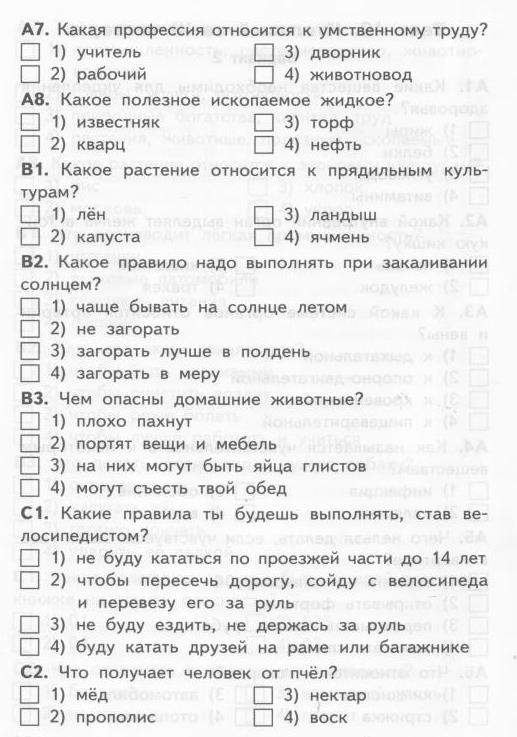 А7. Какая профессия относится к умственному труду?
1) учитель 3) дворник
2) рабочий 4) животновод
А8. Какое полезное ископаемое жидкое?
1) известняк 3) торф
2) кварц 4) нефть
В1. Какое растение относится к прядильным куль-
турам?
1) лён 3) ландыш
2) капуста 4) ячмень
В2. Какое правило надо выполнять при закаливании
солнцем?
1) чаще бывать на солнце летом
2) не загорать
3) загорать лучше в полдень
4) загорать в меру
В3. Чем опасны домашние животные?
1) плохо пахнут
2) портят вещи и мебель
3) на них могут быть яйца глистов
4) могут съесть твой обед
С1. Какие правила ты будешь выполнять, став ве-
лосипедистом?
1) не буду кататься по проезжей части до 14 лет
2) чтобы пересечь дорогу, сойду с велосипеда
и перевезу его за руль
3) не буду ездить, не держась за руль
4) буду катать друзей на раме или багажнике
С2. Что получает человек от пчёл?
1) мёд 3) нектар
2) прополис 4) воск